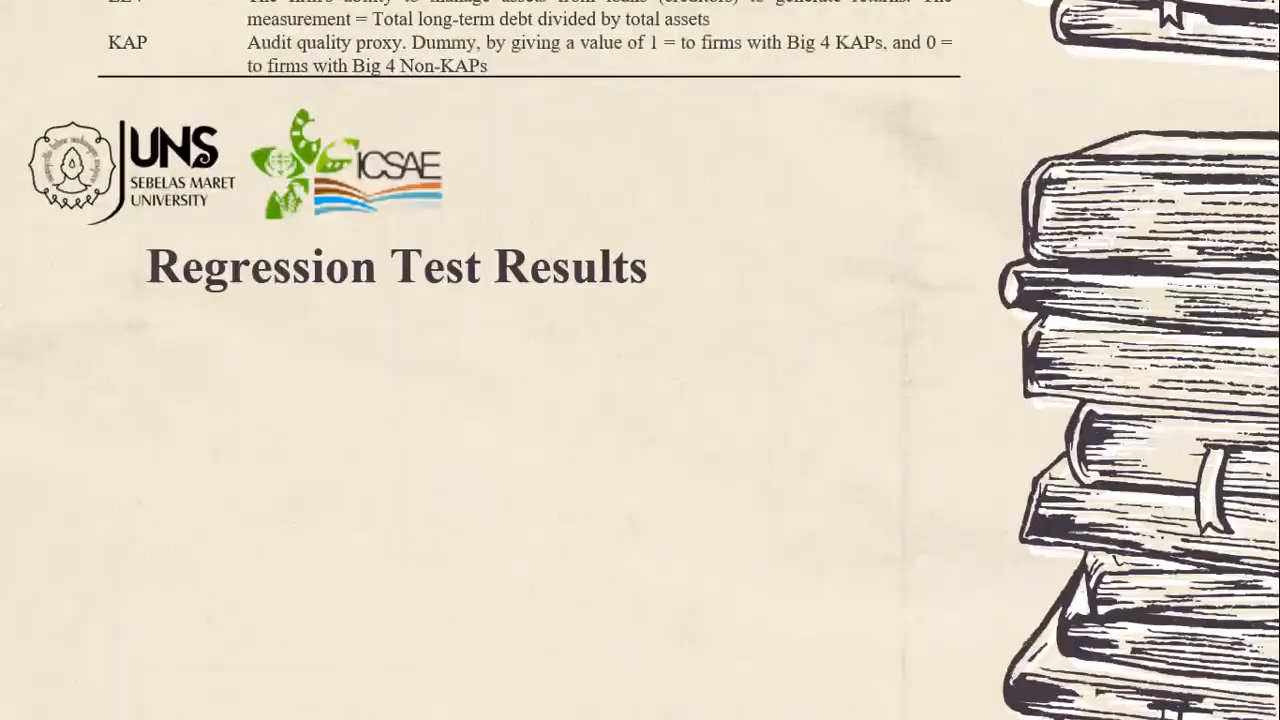 measurement = Total long-term debt divided by total assets
KAP Audit quality proxy. Dummy, by giving a value of 1 = to firms with Big 4 KAPs, and 0 =
to firms with Big 4 Non-KAPs
UNS
SEBELAS MARET
UNIVERSITY
ICSAE
Regression Test Results